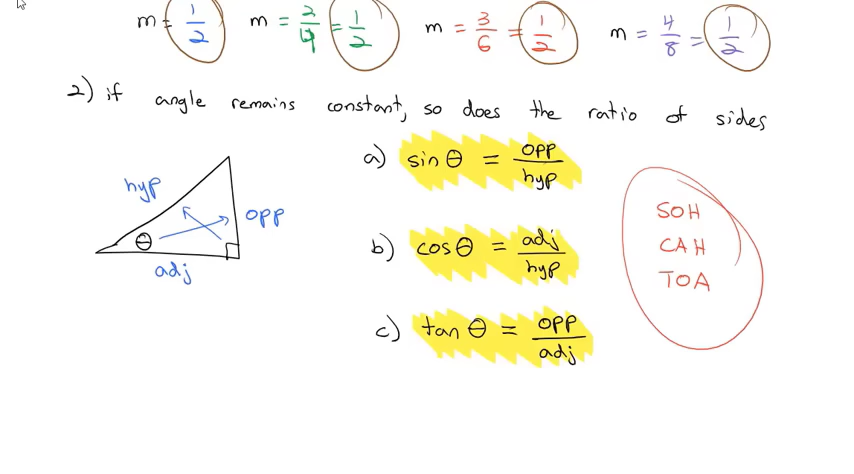 m = 1/2 m = 2/4 = 1/2 m = 3/6 = 1/2 m = 4/8 = 1/2
2) if angle remains constant, so does the ratio of sides
a) sin θ = opp/hyp
b) cos θ = adj/hyp
c) tan θ = opp/adj
hyp
opp
θ
adj
SOH
CAH
TOA